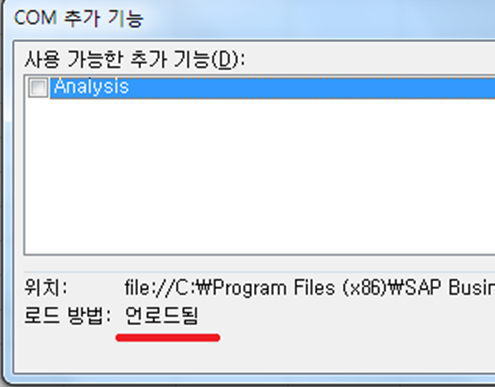 COM 추가 기능
사용 가능한 추가 기능(D):
Analysis
위치: file://C:₩Program Files (x86)₩SAP Busin
로드 방법: 언로드됨